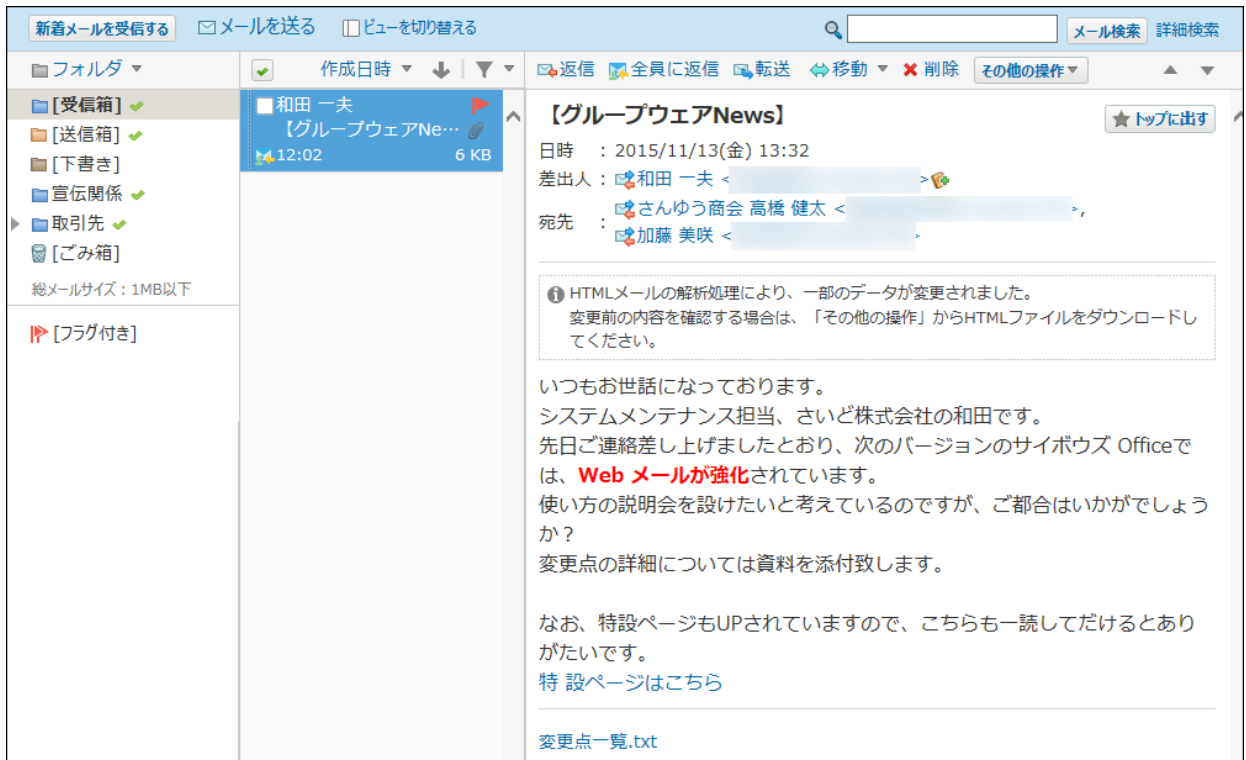 新着メールを受信する メールを送る ビューを切り替える メール検索 詳細検索
フォルダ
[受信箱]
[送信箱]
[下書き]
宣伝関係
取引先
[ごみ箱]
総メールサイズ：1MB以下
[フラグ付き]
作成日時
和田 一夫
【グループウェアNe…
12:02 6 KB
返信 全員に返信 転送 移動 削除 その他の操作
【グループウェアNews】 トップに出す
日時 ：2015/11/13(金) 13:32
差出人：和田 一夫 < >
宛先 ：さんゆう商会 高橋 健太 < >,
加藤 美咲 < >
HTMLメールの解析処理により、一部のデータが変更されました。
変更前の内容を確認する場合は、「その他の操作」からHTMLファイルをダウンロードし
てください。
いつもお世話になっております。
システムメンテナンス担当、さいど株式会社の和田です。
先日ご連絡差し上げましたとおり、次のバージョンのサイボウズ Officeで
は、Web メールが強化されています。
使い方の説明会を設けたいと考えているのですが、ご都合はいかがでしょう
か？
変更点の詳細については資料を添付致します。
なお、特設ページもUPされていますので、こちらも一読してだけるとあり
がたいです。
特 設ページはこちら
変更点一覧.txt